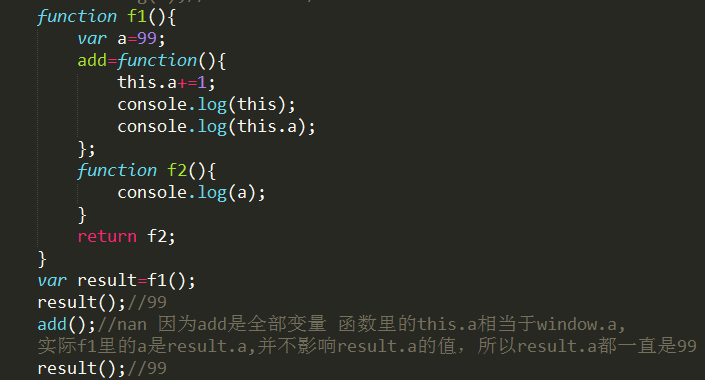 function f1(){
var a=99;
add=function(){
this.a+=1;
console.log(this);
console.log(this.a);
};
function f2(){
console.log(a);
}
return f2;
}
var result=f1();
result();//99
add();//nan 因为add是全部变量 函数里的this.a相当于window.a,
实际f1里的a是result.a,并不影响result.a的值，所以result.a都一直是99
result();//99